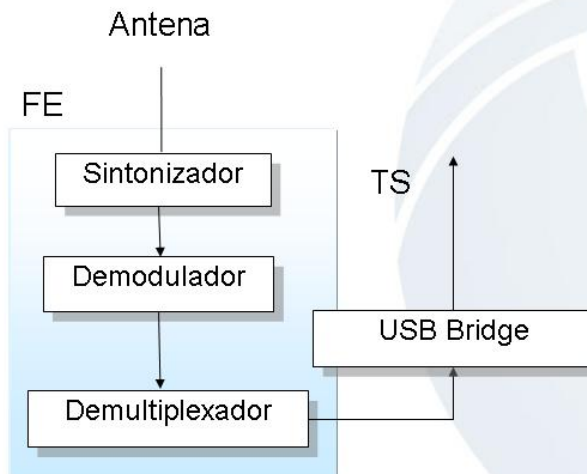 Antena
FE
Sintonizador
TS
Demodulador
USB Bridge
Demultiplexador